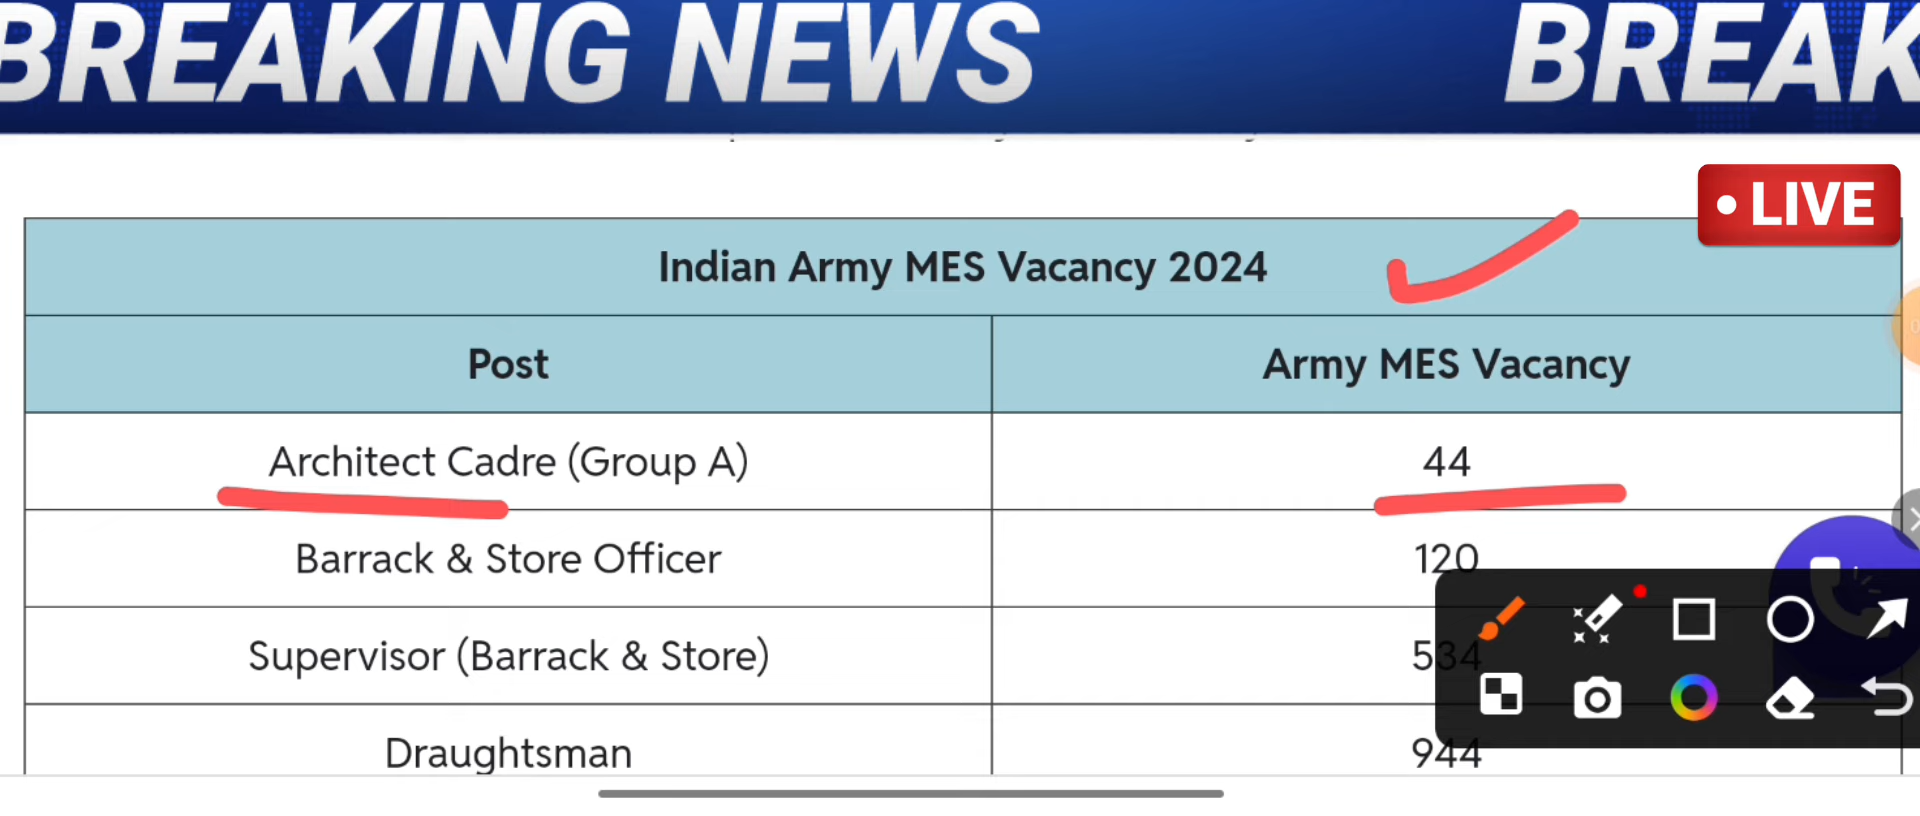 BREAKING NEWS BREAK
LIVE
Indian Army MES Vacancy 2024
Post Army MES Vacancy
Architect Cadre (Group A) 44
Barrack & Store Officer 120
Supervisor (Barrack & Store) 534
Draughtsman 944